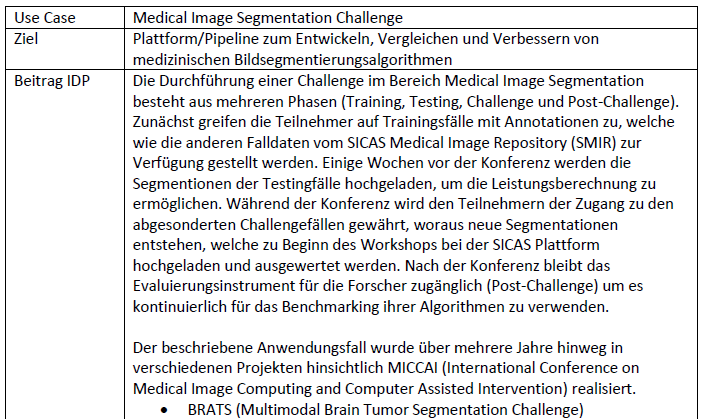 Use Case Medical Image Segmentation Challenge
Ziel Plattform/Pipeline zum Entwickeln, Vergleichen und Verbessern von
medizinischen Bildsegmentierungsalgorithmen
Beitrag IDP Die Durchführung einer Challenge im Bereich Medical Image Segmentation
besteht aus mehreren Phasen (Training, Testing, Challenge und Post-Challenge).
Zunächst greifen die Teilnehmer auf Trainingsfälle mit Annotationen zu, welche
wie die anderen Falldaten vom SICAS Medical Image Repository (SMIR) zur
Verfügung gestellt werden. Einige Wochen vor der Konferenz werden die
Segmentionen der Testingfälle hochgeladen, um die Leistungsberechnung zu
ermöglichen. Während der Konferenz wird den Teilnehmern der Zugang zu den
abgesonderten Challengefällen gewährt, woraus neue Segmentationen
entstehen, welche zu Beginn des Workshops bei der SICAS Plattform
hochgeladen und ausgewertet werden. Nach der Konferenz bleibt das
Evaluierungsinstrument für die Forscher zugänglich (Post-Challenge) um es
kontinuierlich für das Benchmarking ihrer Algorithmen zu verwenden.
Der beschriebene Anwendungsfall wurde über mehrere Jahre hinweg in
verschiedenen Projekten hinsichtlich MICCAI (International Conference on
Medical Image Computing and Computer Assisted Intervention) realisiert.
• BRATS (Multimodal Brain Tumor Segmentation Challenge)